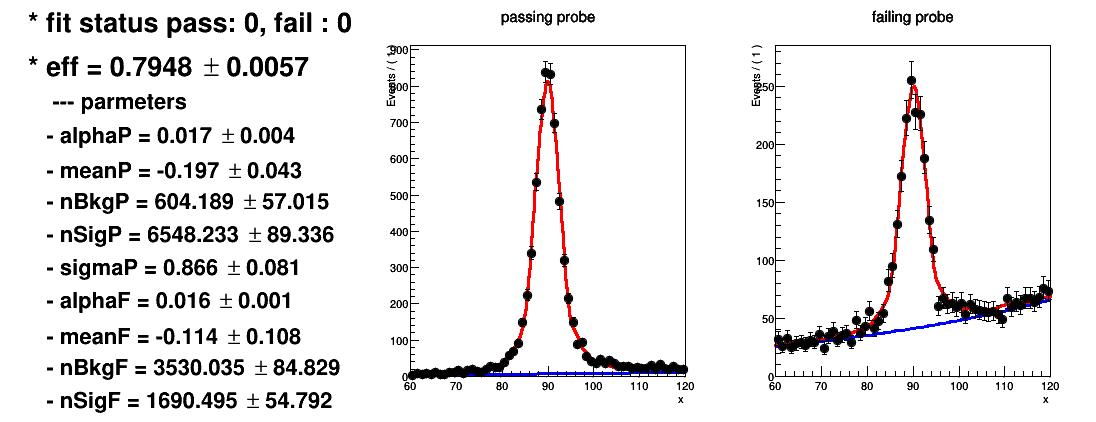 * fit status pass: 0, fail : 0
* eff = 0.7948 ± 0.0057
--- parmeters
- alphaP = 0.017 ± 0.004
- meanP = -0.197 ± 0.043
- nBkgP = 604.189 ± 57.015
- nSigP = 6548.233 ± 89.336
- sigmaP = 0.866 ± 0.081
- alphaF = 0.016 ± 0.001
- meanF = -0.114 ± 0.108
- nBkgF = 3530.035 ± 84.829
- nSigF = 1690.495 ± 54.792
passing probe
Events / ( 1 )
900
800
700
600
500
400
300
200
100
0
60 70 80 90 100 110 120
x
failing probe
Events / ( 1 )
250
200
150
100
50
0
60 70 80 90 100 110 120
x